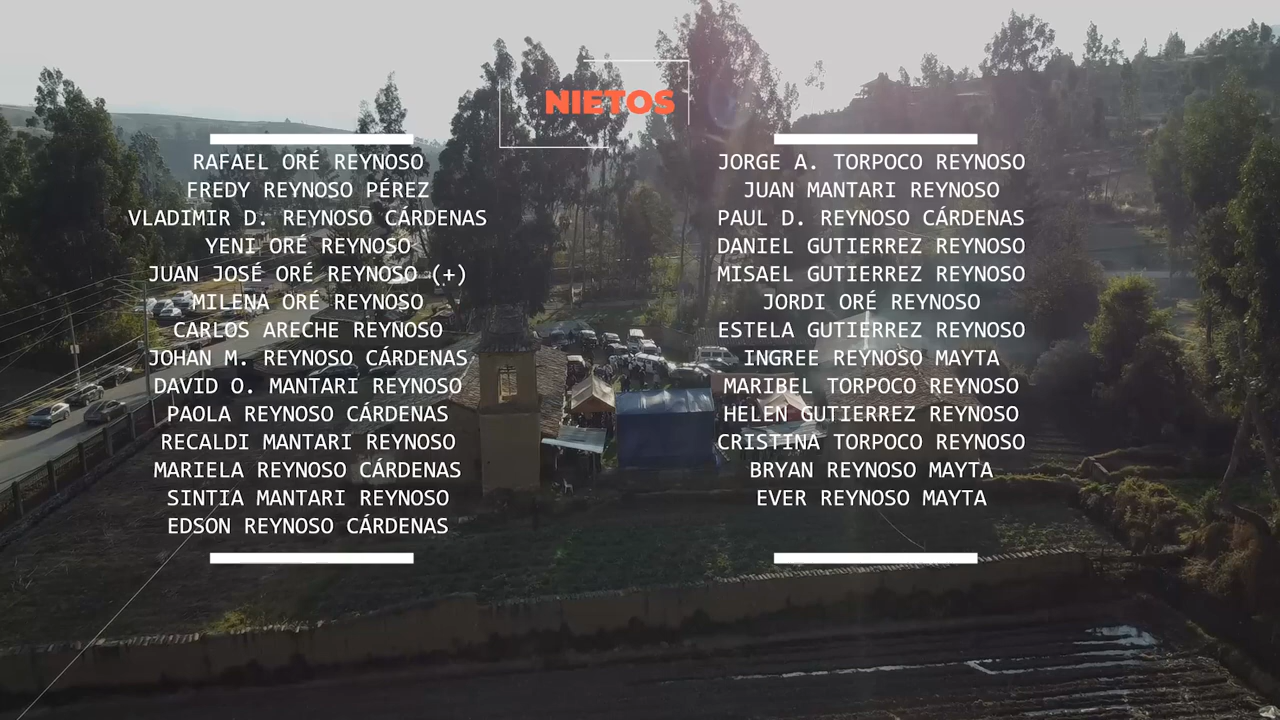 NIETOS
RAFAEL ORÉ REYNOSO
FREDY REYNOSO PÉREZ
VLADIMIR D. REYNOSO CÁRDENAS
YENI ORÉ REYNOSO
JUAN JOSÉ ORÉ REYNOSO (+)
MILENA ORÉ REYNOSO
CARLOS ARECHE REYNOSO
JOHAN M. REYNOSO CÁRDENAS
DAVID O. MANTARI REYNOSO
PAOLA REYNOSO CÁRDENAS
RECALDI MANTARI REYNOSO
MARIELA REYNOSO CÁRDENAS
SINTIA MANTARI REYNOSO
EDSON REYNOSO CÁRDENAS
JORGE A. TORPOCO REYNOSO
JUAN MANTARI REYNOSO
PAUL D. REYNOSO CÁRDENAS
DANIEL GUTIERREZ REYNOSO
MISAEL GUTIERREZ REYNOSO
JORDI ORÉ REYNOSO
ESTELA GUTIERREZ REYNOSO
INGREE REYNOSO MAYTA
MARIBEL TORPOCO REYNOSO
HELEN GUTIERREZ REYNOSO
CRISTINA TORPOCO REYNOSO
BRYAN REYNOSO MAYTA
EVER REYNOSO MAYTA